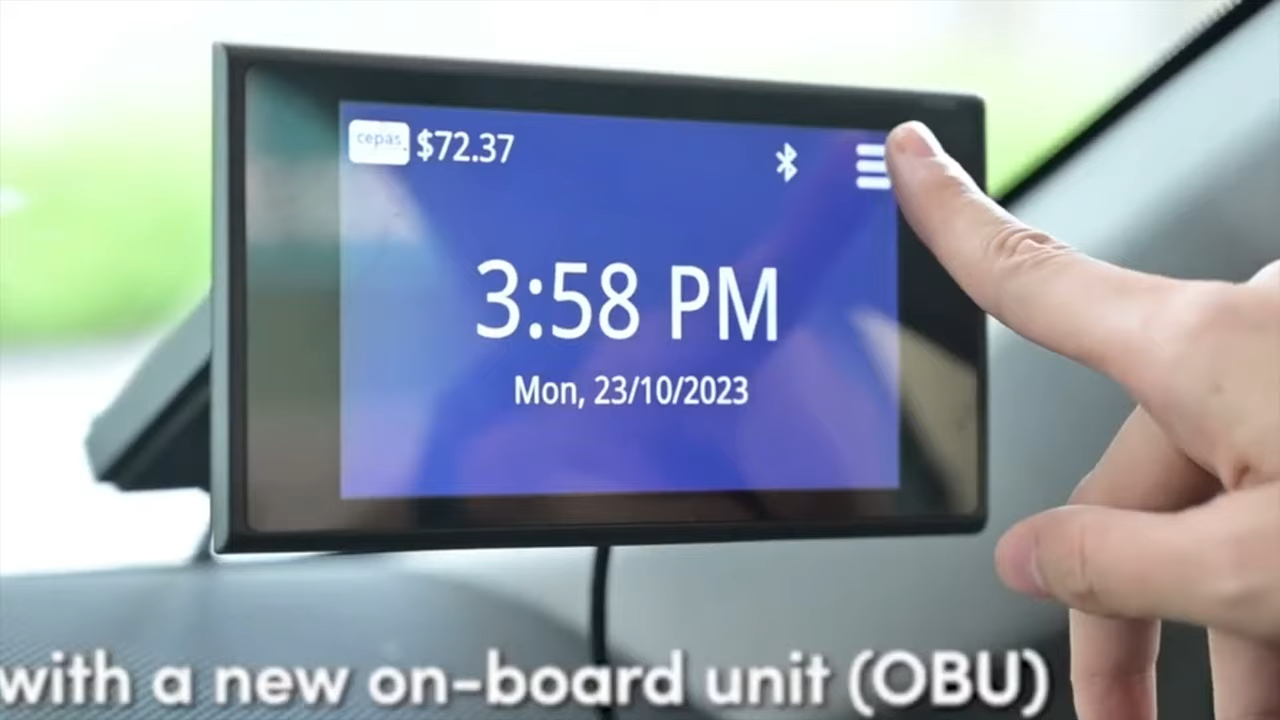 cepas. $72.37
3:58 PM
Mon, 23/10/2023
with a new on-board unit (OBU)